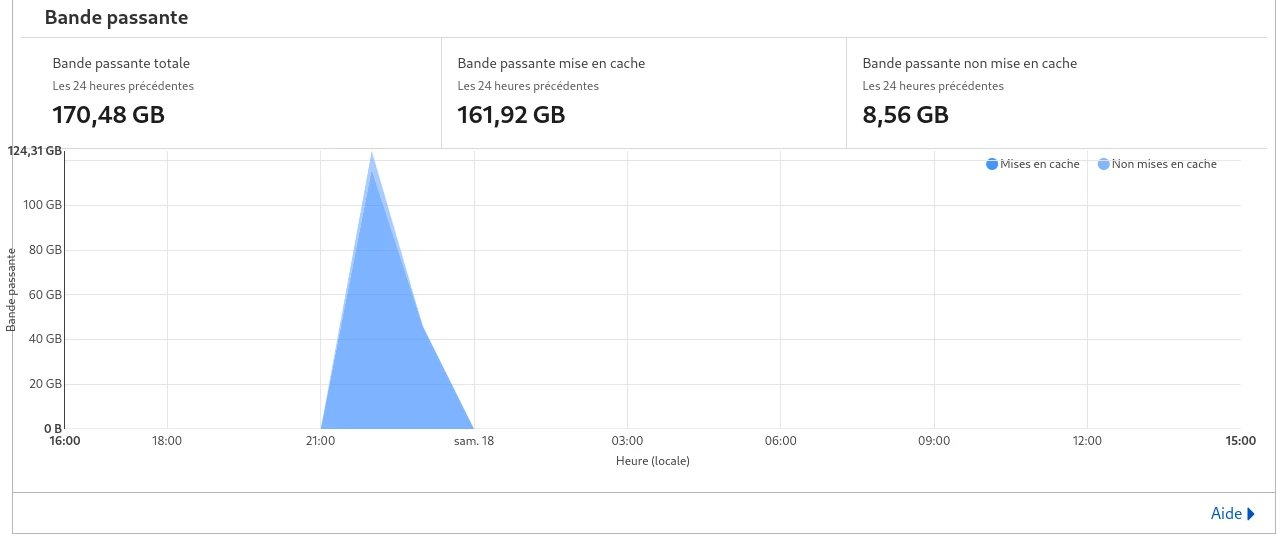 Bande passante
Bande passante totale
Les 24 heures précédentes
170,48 GB
Bande passante mise en cache
Les 24 heures précédentes
161,92 GB
Bande passante non mise en cache
Les 24 heures précédentes
8,56 GB
124,31 GB
Mises en cache
Non mises en cache
100 GB
80 GB
60 GB
40 GB
20 GB
0 B
Bande passante
16:00 18:00 21:00 sam. 18 03:00 06:00 09:00 12:00 15:00
Heure (locale)
Aide